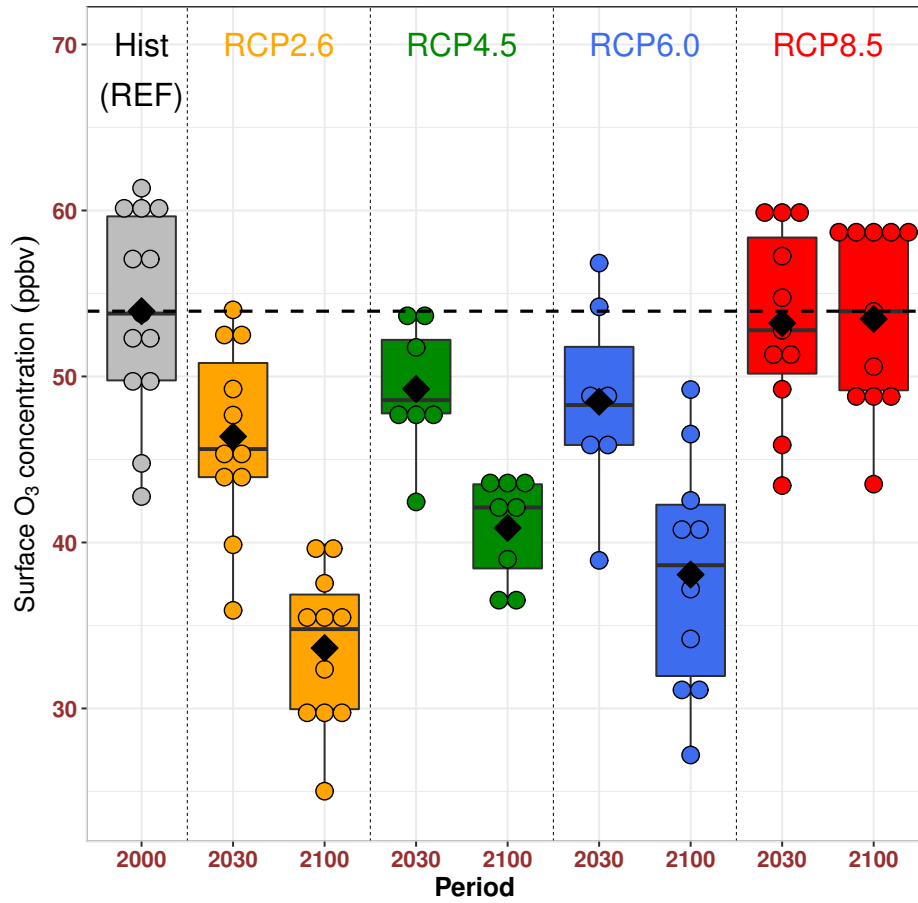 Hist
(REF)
RCP2.6
RCP4.5
RCP6.0
RCP8.5
70
60
50
40
30
Surface O₃ concentration (ppbv)
2000
2030
2100
2030
2100
2030
2100
2030
2100
Period